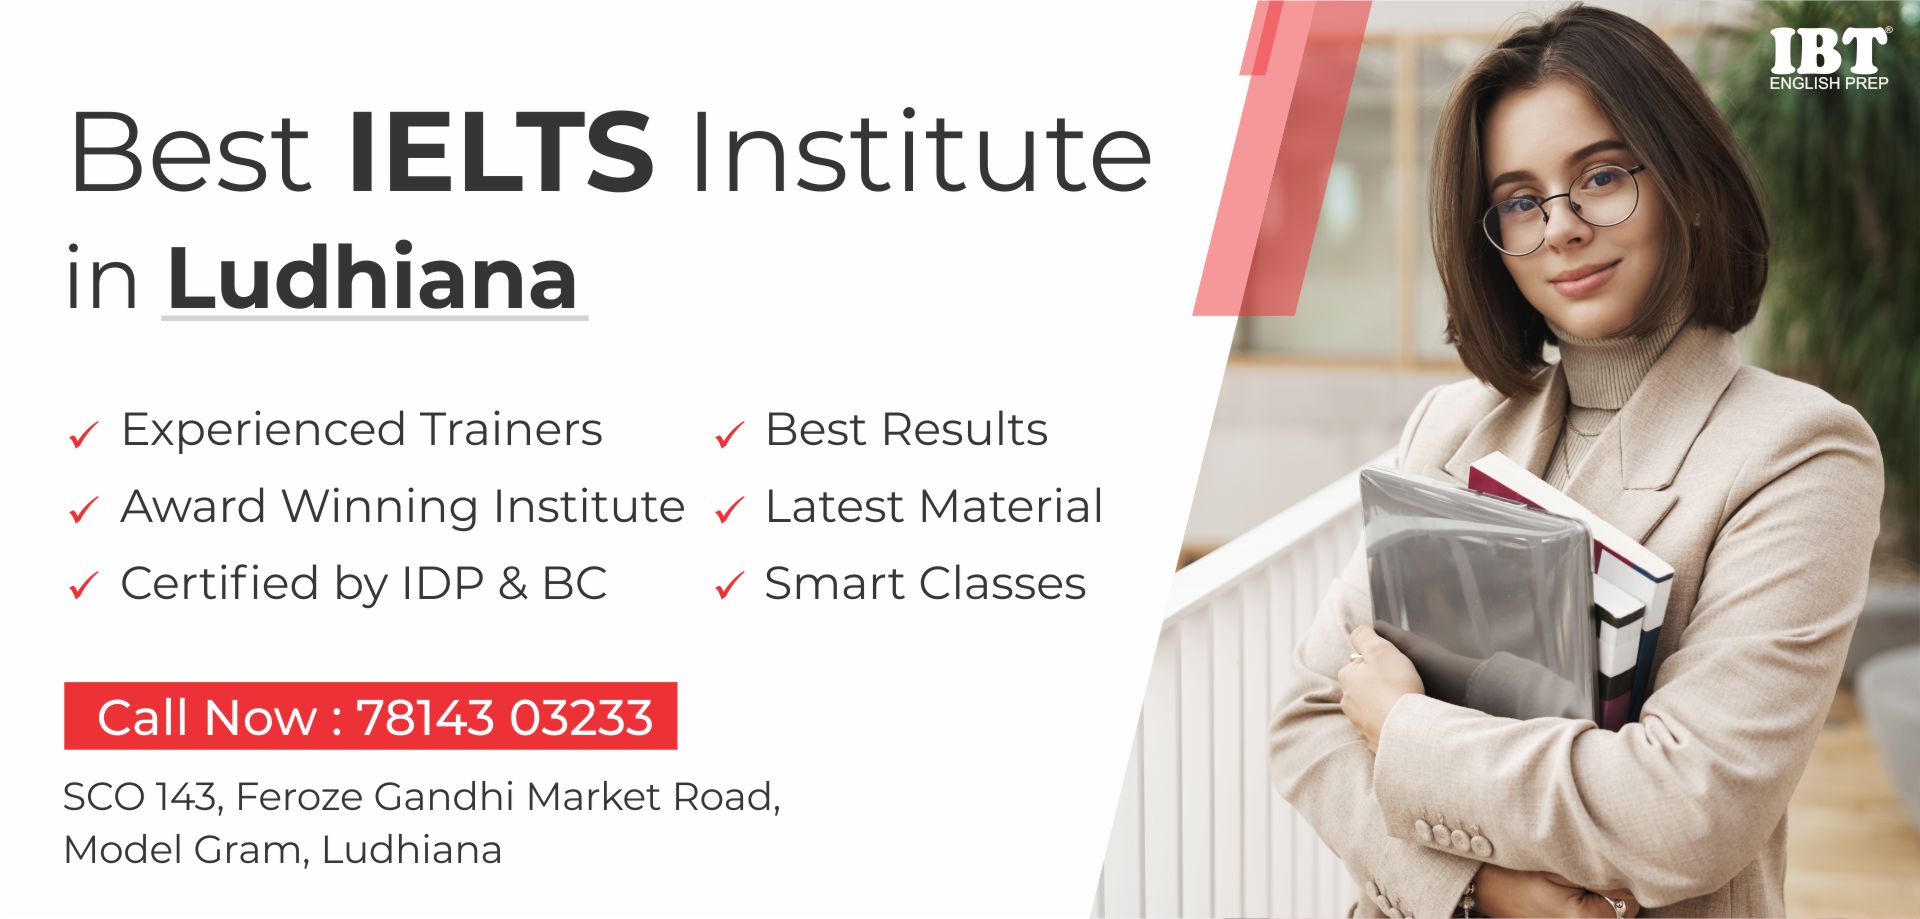 IBT®
ENGLISH PREP
Best IELTS Institute
in Ludhiana
✓ Experienced Trainers
✓ Award Winning Institute
✓ Certified by IDP & BC
✓ Best Results
✓ Latest Material
✓ Smart Classes
Call Now : 78143 03233
SCO 143, Feroze Gandhi Market Road,
Model Gram, Ludhiana